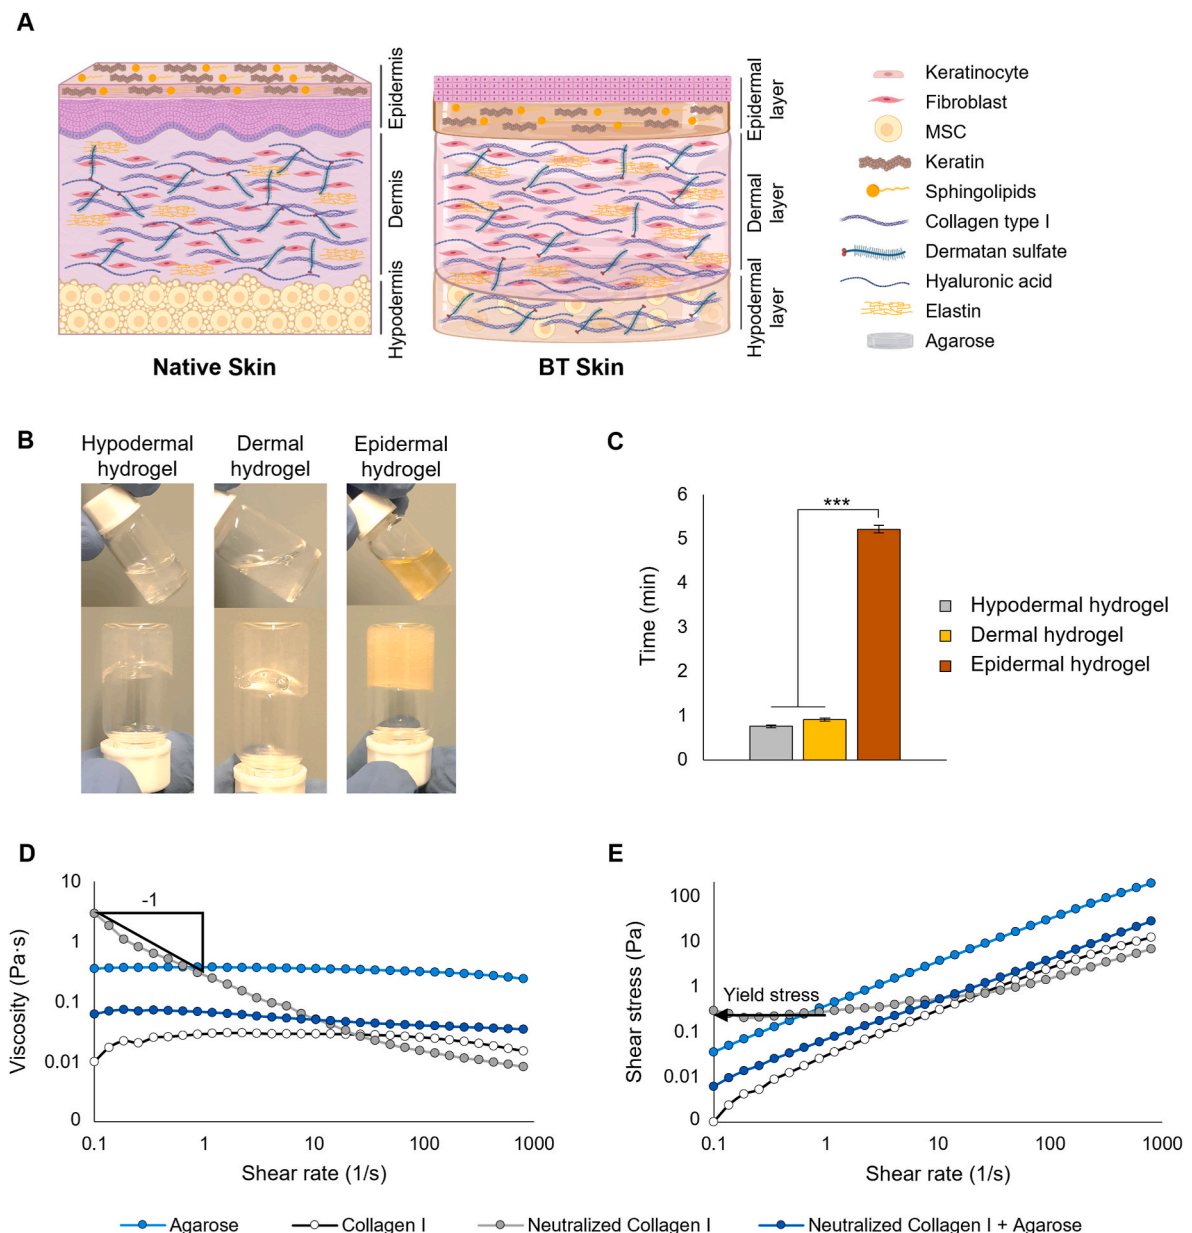 A
Epidermis
Dermis
Hypodermis
Native Skin
Epidermal
layer
Dermal
layer
Hypodermal
layer
BT Skin
Keratinocyte
Fibroblast
MSC
Keratin
Sphingolipids
Collagen type I
Dermatan sulfate
Hyaluronic acid
Elastin
Agarose
B
Hypodermal
hydrogel
Dermal
hydrogel
Epidermal
hydrogel
C
6
5
4
3
2
1
0
Time (min)
***
Hypodermal hydrogel
Dermal hydrogel
Epidermal hydrogel
D
10
1
0.1
0.01
0
Viscosity (Pa·s)
-1
0.1 1 10 100 1000
Shear rate (1/s)
E
100
10
1
0.1
0.01
0
Shear stress (Pa)
Yield stress
0.1 1 10 100 1000
Shear rate (1/s)
Agarose Collagen I Neutralized Collagen I Neutralized Collagen I + Agarose